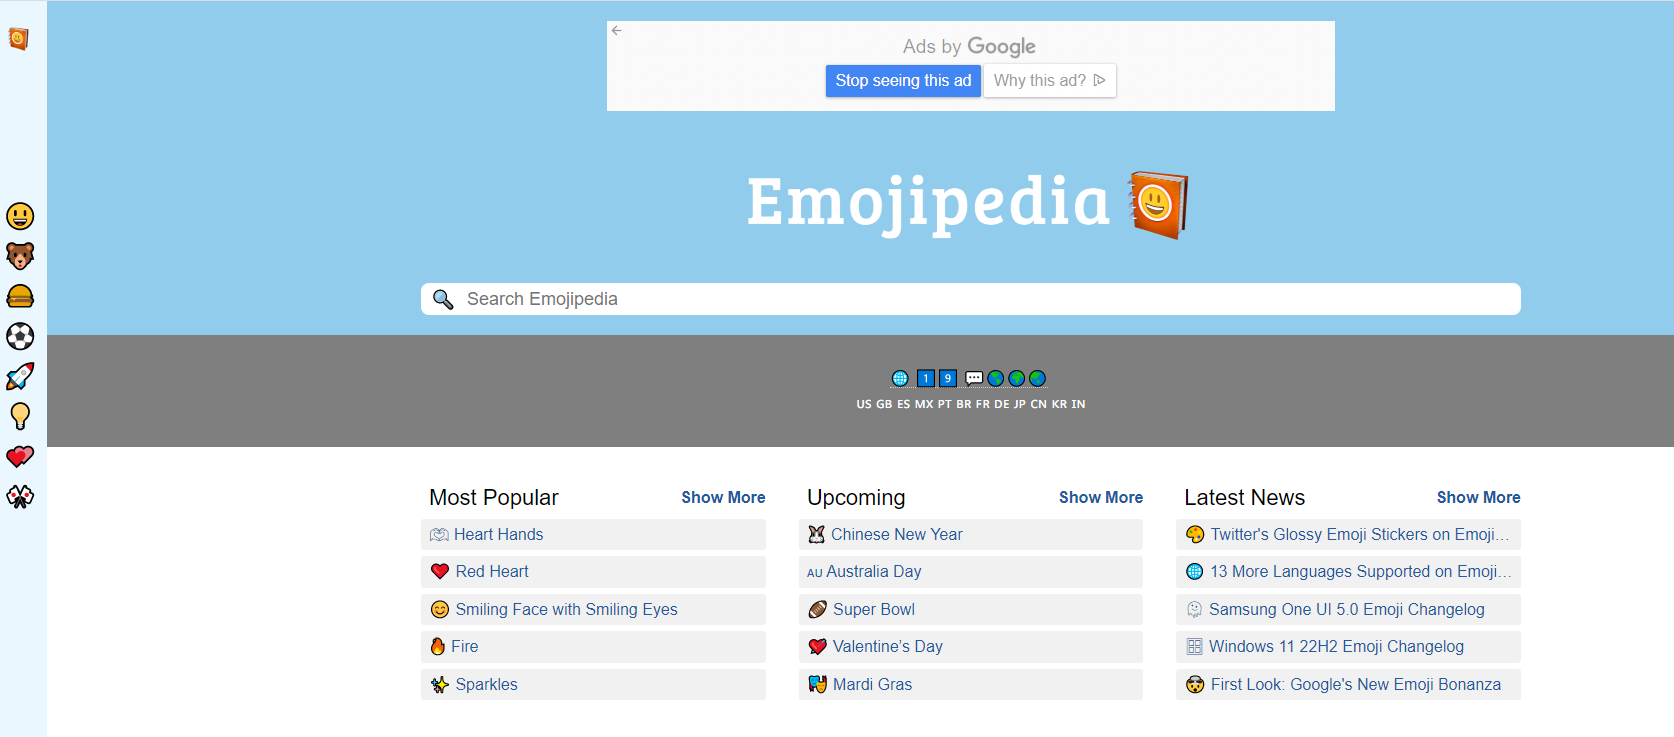 Ads by Google
Stop seeing this ad
Why this ad?
Emojipedia
Search Emojipedia
1 9
US GB ES MX PT BR FR DE JP CN KR IN
Most Popular
Show More
Heart Hands
Red Heart
Smiling Face with Smiling Eyes
Fire
Sparkles
Upcoming
Show More
Chinese New Year
AU Australia Day
Super Bowl
Valentine’s Day
Mardi Gras
Latest News
Show More
Twitter's Glossy Emoji Stickers on Emoji…
13 More Languages Supported on Emoji…
Samsung One UI 5.0 Emoji Changelog
Windows 11 22H2 Emoji Changelog
First Look: Google's New Emoji Bonanza